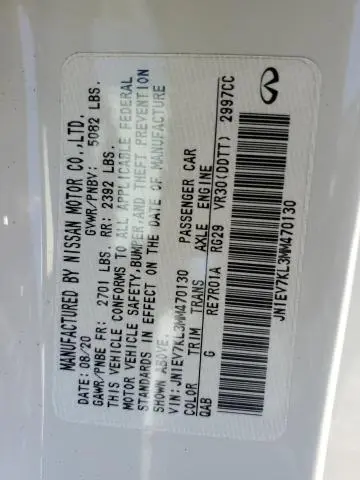 MANUFACTURED BY NISSAN MOTOR CO.,LTD.
DATE: 08/20 GVWR/PNBV: 5082 LBS.
GAWR/PNBE FR: 2701 LBS. RR: 2392 LBS.
THIS VEHICLE CONFORMS TO ALL APPLICABLE FEDERAL
MOTOR VEHICLE SAFETY,BUMPER,AND THEFT PREVENTION
STANDARDS IN EFFECT ON THE DATE OF MANUFACTURE
SHOWN ABOVE.
VIN: JN1EV7KL3MM470130 PASSENGER CAR
COLOR TRIM TRANS AXLE ENGINE
QAB G RE7R01A RG29 VR30(DDTT) 2997CC
JN1EV7KL3MM470130